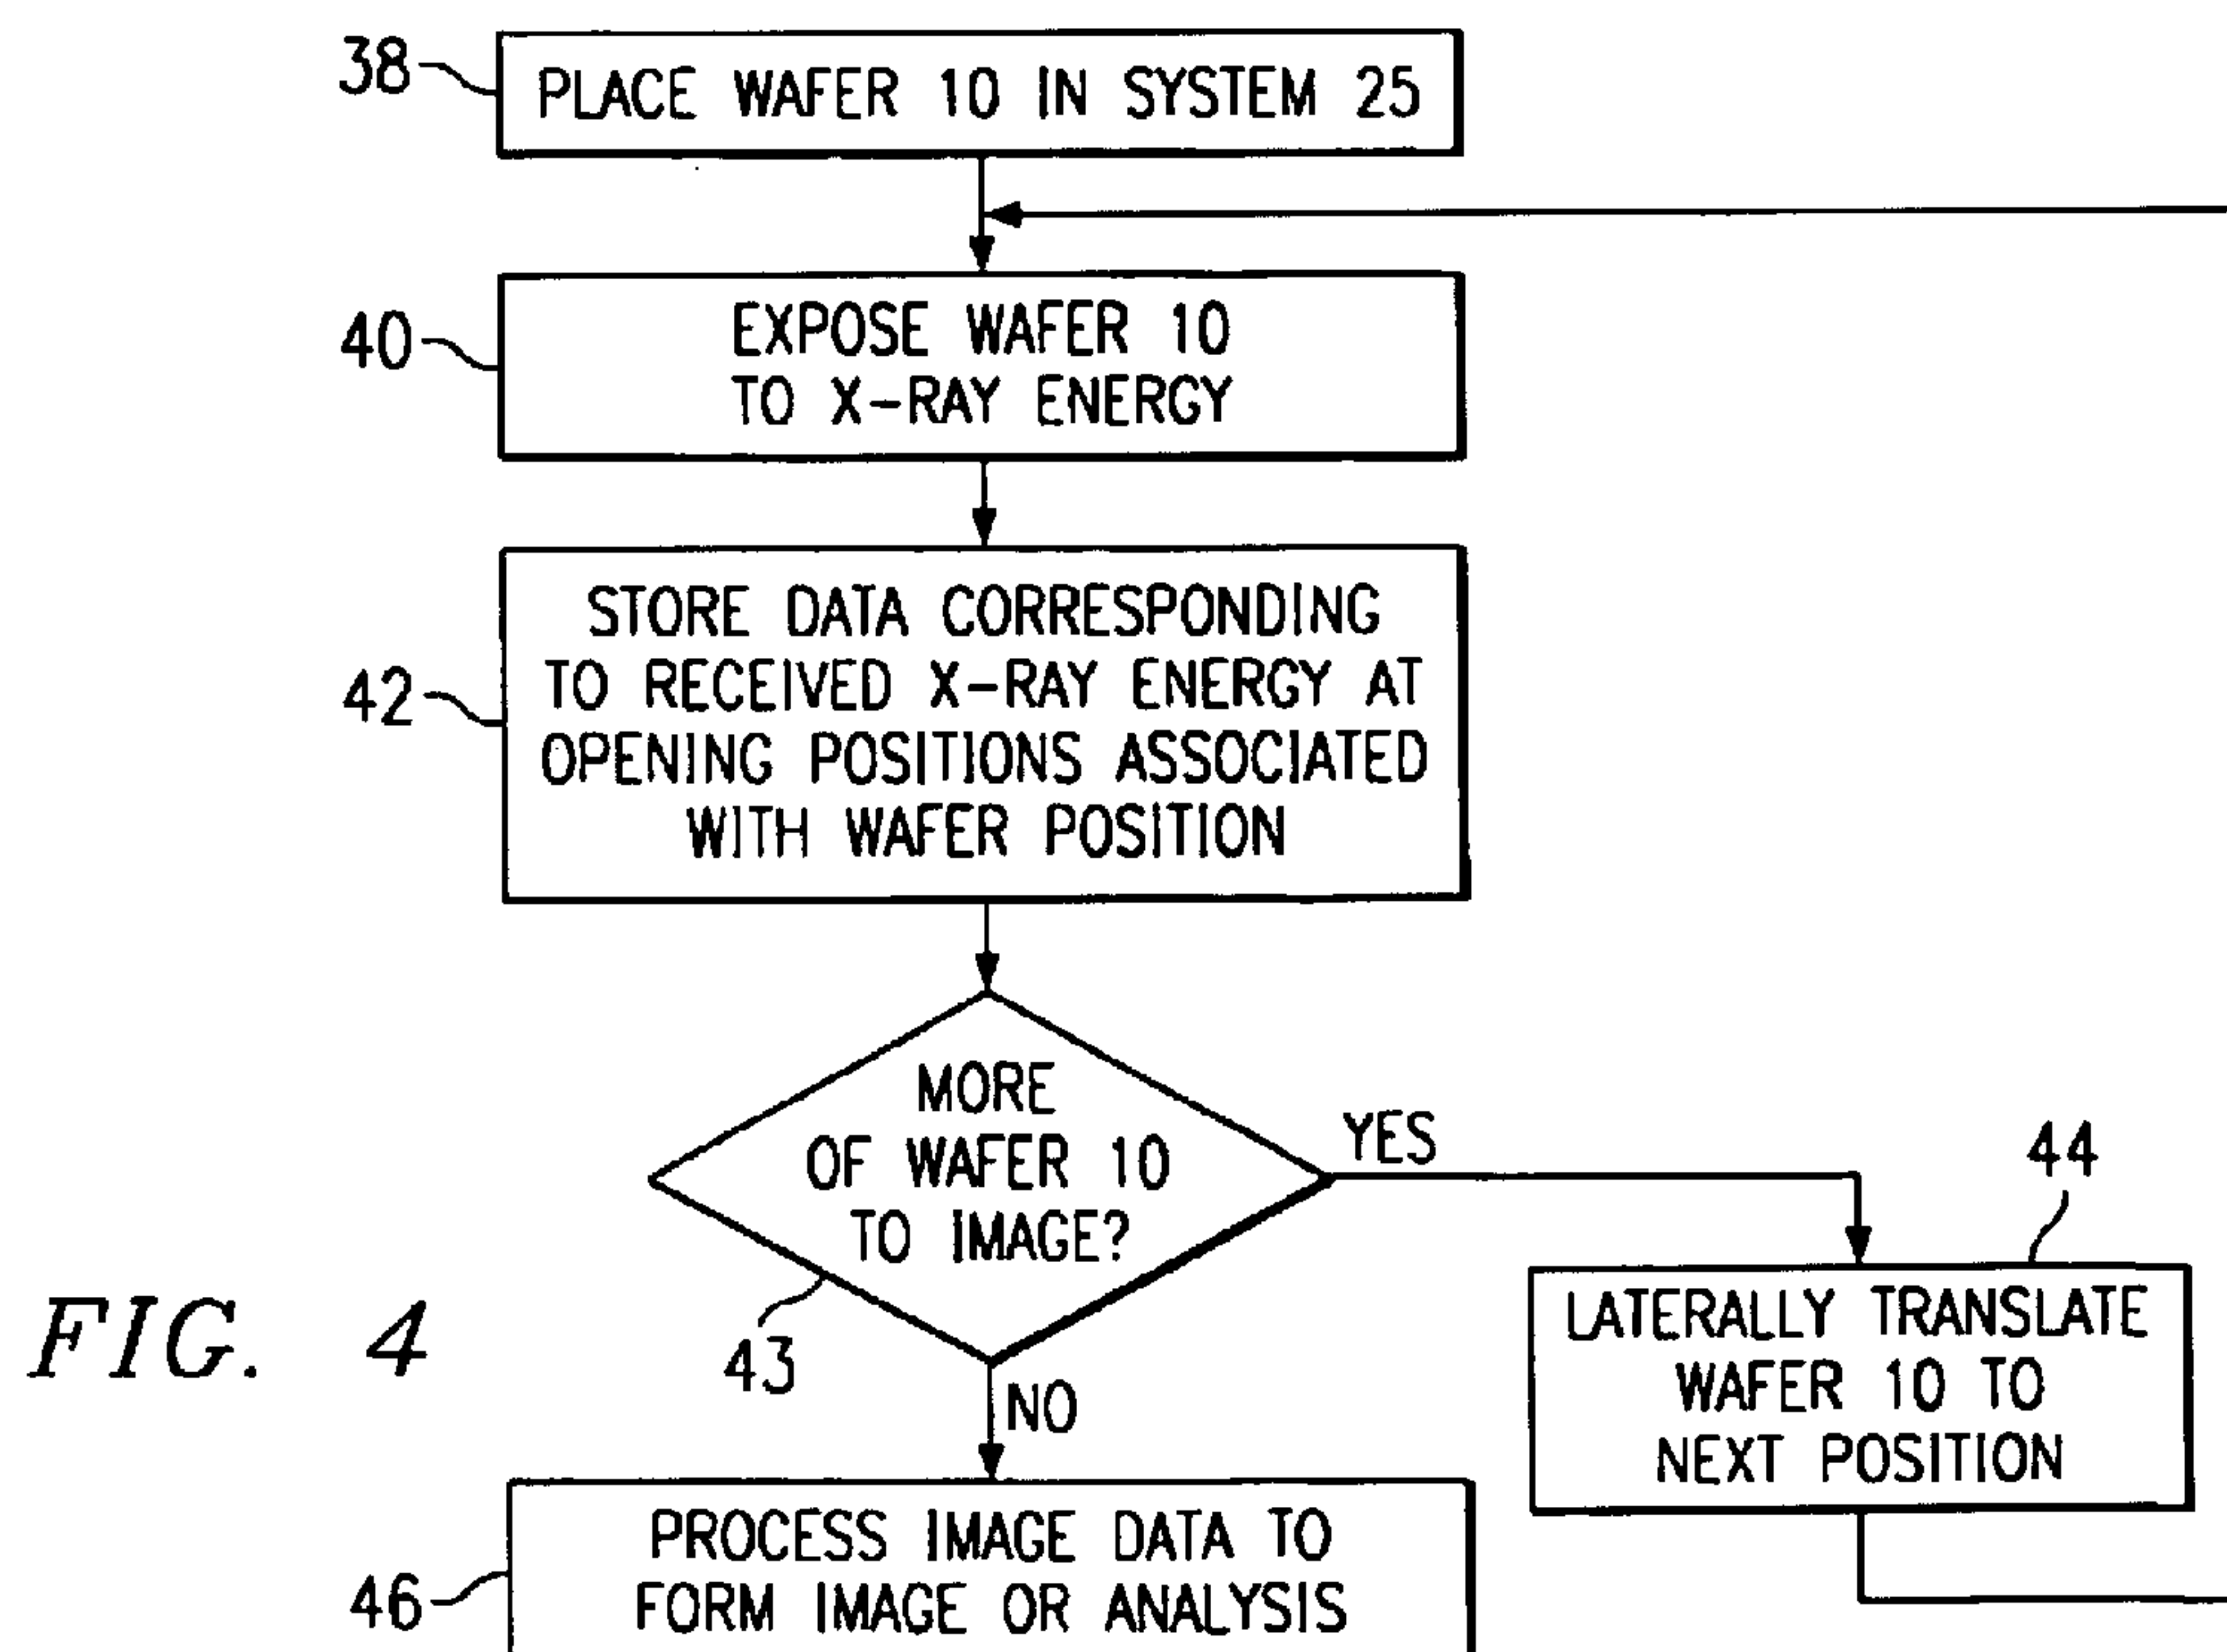 38
PLACE WAFER 10 IN SYSTEM 25
40
EXPOSE WAFER 10
TO X-RAY ENERGY
42
STORE DATA CORRESPONDING
TO RECEIVED X-RAY ENERGY AT
OPENING POSITIONS ASSOCIATED
WITH WAFER POSITION
MORE
OF WAFER 10
TO IMAGE?
YES
43
NO
44
LATERALLY TRANSLATE
WAFER 10 TO
NEXT POSITION
FIG. 4
46
PROCESS IMAGE DATA TO
FORM IMAGE OR ANALYSIS